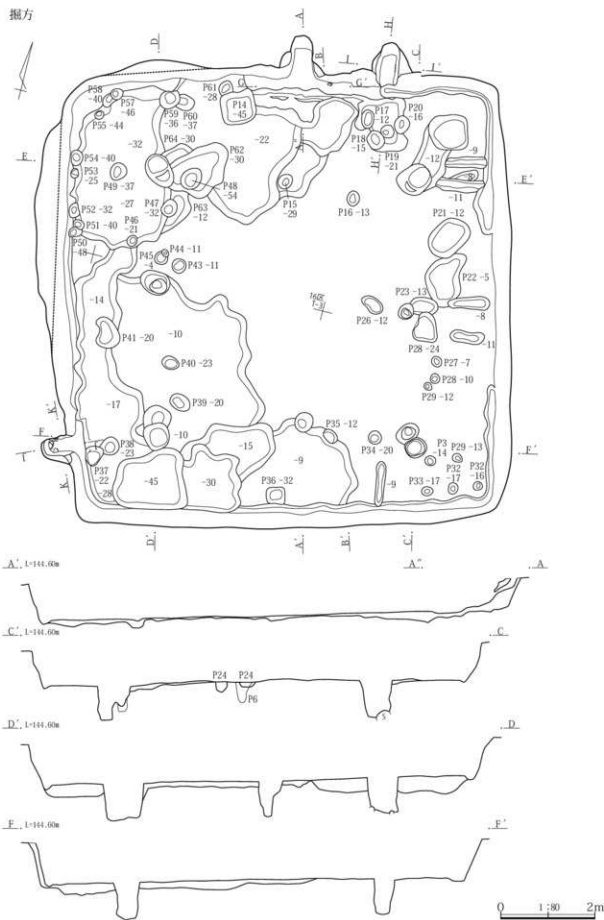 掘方
A
H
D
B
I
C
I′
G
G′
P61
-28
P58
-40
P57
-46
P55 -44
P59
-36
P60
-37
P14
-45
P17
-12
P20
-16
P18
-15
H′
P19
-21
-22
P64 -30
-32
P62
-30
-12
-9
E
P54 -40
P53
-25
P49 -37
P48
-54
P15
-29
S
-11
E′
P52 -32
-27
P47
-32
P63
-12
P16 -13
P51 -40
P46
-21
P21 -12
P50
-48
P44 -11
P45
-4
P43 -11
P22 -5
-14
P23 -13
-8
P26 -12
P41 -20
-10
P28
-24
-11
P40 -23
P27 -7
P28 -10
P29 -12
P39 -20
-17
K′
F
P35 -12
P38
-23
-10
-15
P34 -20
P3
-14
P29 -13
F′
-9
P37
-22
K
-28
-45
-30
P36 -32
-9
P33 -17
P32
-17
P32
-16
D′
A′
B′
C′
A′ L=144.60m
A″
A
C′ L=144.60m
C
P24
P24
P6
S
D′ L=144.60m
D
F L=144.60m
F′
0
1:80
2m